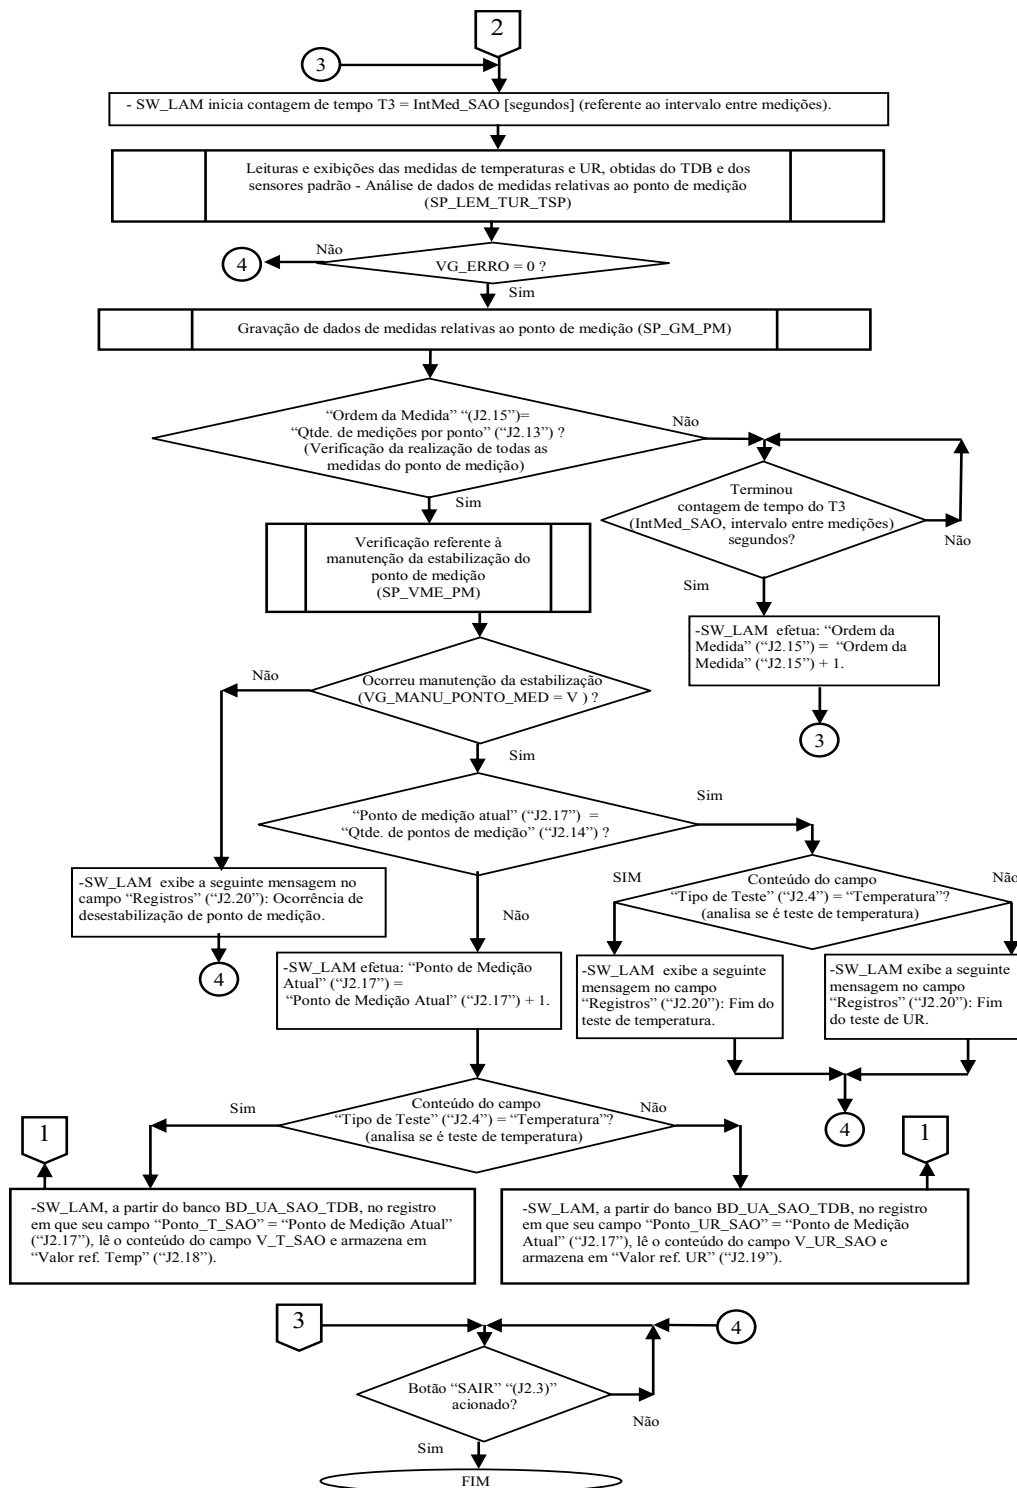 2
3
- SW_LAM inicia contagem de tempo T3 = IntMed_SAO [segundos] (referente ao intervalo entre medições).
Leituras e exibições das medidas de temperaturas e UR, obtidas do TDB e dos
sensores padrão - Análise de dados de medidas relativas ao ponto de medição
(SP_LEM_TUR_TSP)
Não
4
VG_ERRO = 0 ?
Sim
Gravação de dados de medidas relativas ao ponto de medição (SP_GM_PM)
“Ordem da Medida” “(J2.15”)=
“Qtde. de medições por ponto” (“J2.13”) ?
(Verificação da realização de todas as
medidas do ponto de medição)
Não
Sim
Terminou
contagem de tempo do T3
(IntMed_SAO, intervalo entre medições)
segundos?
Não
Sim
Verificação referente à
manutenção da estabilização do
ponto de medição
(SP_VME_PM)
-SW_LAM efetua: “Ordem da
Medida” (“J2.15”) = “Ordem da
Medida” (“J2.15”) + 1.
3
Não
Ocorreu manutenção da estabilização
(VG_MANU_PONTO_MED = V ) ?
Sim
“Ponto de medição atual” (“J2.17”) =
“Qtde. de pontos de medição” (“J2.14”) ?
Sim
Não
-SW_LAM exibe a seguinte mensagem no
campo “Registros” (“J2.20”): Ocorrência de
desestabilização de ponto de medição.
4
SIM
Conteúdo do campo
“Tipo de Teste” (“J2.4”) = “Temperatura”?
(analisa se é teste de temperatura)
Não
-SW_LAM efetua: “Ponto de Medição
Atual” (“J2.17”) =
“Ponto de Medição Atual” (“J2.17”) + 1.
-SW_LAM exibe a seguinte
mensagem no campo
“Registros” (“J2.20”): Fim do
teste de temperatura.
-SW_LAM exibe a seguinte
mensagem no campo
“Registros” (“J2.20”): Fim
do teste de UR.
4
Sim
Conteúdo do campo
“Tipo de Teste” (“J2.4”) = “Temperatura”?
(analisa se é teste de temperatura)
Não
1
1
-SW_LAM, a partir do banco BD_UA_SAO_TDB, no registro
em que seu campo “Ponto_T_SAO” = “Ponto de Medição Atual”
(“J2.17”), lê o conteúdo do campo V_T_SAO e armazena em
“Valor ref. Temp” (“J2.18”).
-SW_LAM, a partir do banco BD_UA_SAO_TDB, no registro
em que seu campo “Ponto_UR_SAO” = “Ponto de Medição
Atual” (“J2.17”), lê o conteúdo do campo V_UR_SAO e
armazena em “Valor ref. UR” (“J2.19”).
3
4
Botão “SAIR” “(J2.3)”
acionado?
Não
Sim
FIM